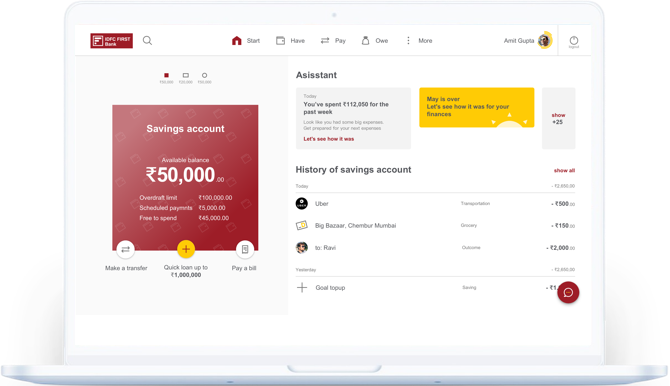 IDFC FIRST
Bank
Start
Have
Pay
Owe
More
Amit Gupta
logout
Asisstant
Today
You've spent ₹112,050 for the
past week
Look like you had some big expenses.
Get prepared for your next expenses.
Let's see how it was
May is over
Let's see how it was for your
finances
show
+25
Savings account
Available balance
₹50,000.00
Overdraft limit ₹100,000.00
Scheduled paymnts ₹5,000.00
Free to spend ₹45,000.00
Make a transfer
Quick loan up to
₹1,000,000
Pay a bill
History of savings account
show all
Today
- ₹2,650.00
UBER
Uber
Transportation
- ₹500.00
Big Bazaar, Chembur Mumbai
Grocery
- ₹150.00
to: Ravi
Outcome
- ₹2,000.00
Yesterday
- ₹2,650.00
Goal topup
Saving
- ₹1,